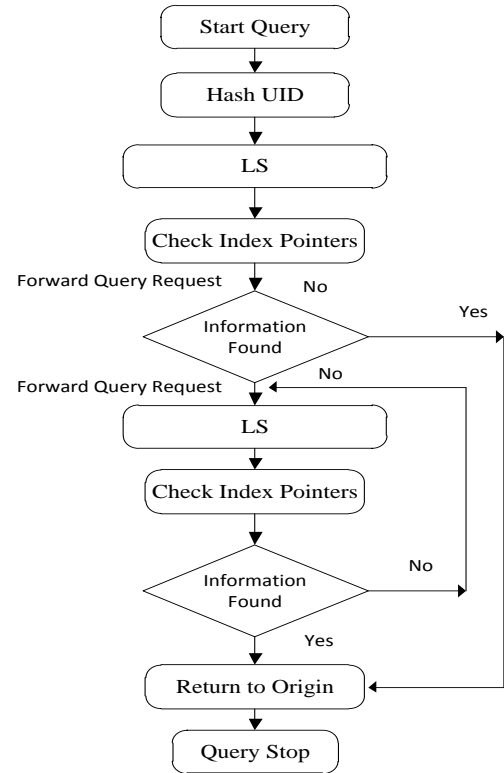 Start Query
Hash UID
LS
Check Index Pointers
Forward Query Request
No
Information
Found
Yes
Forward Query Request
No
LS
Check Index Pointers
Information
Found
No
Yes
Return to Origin
Query Stop